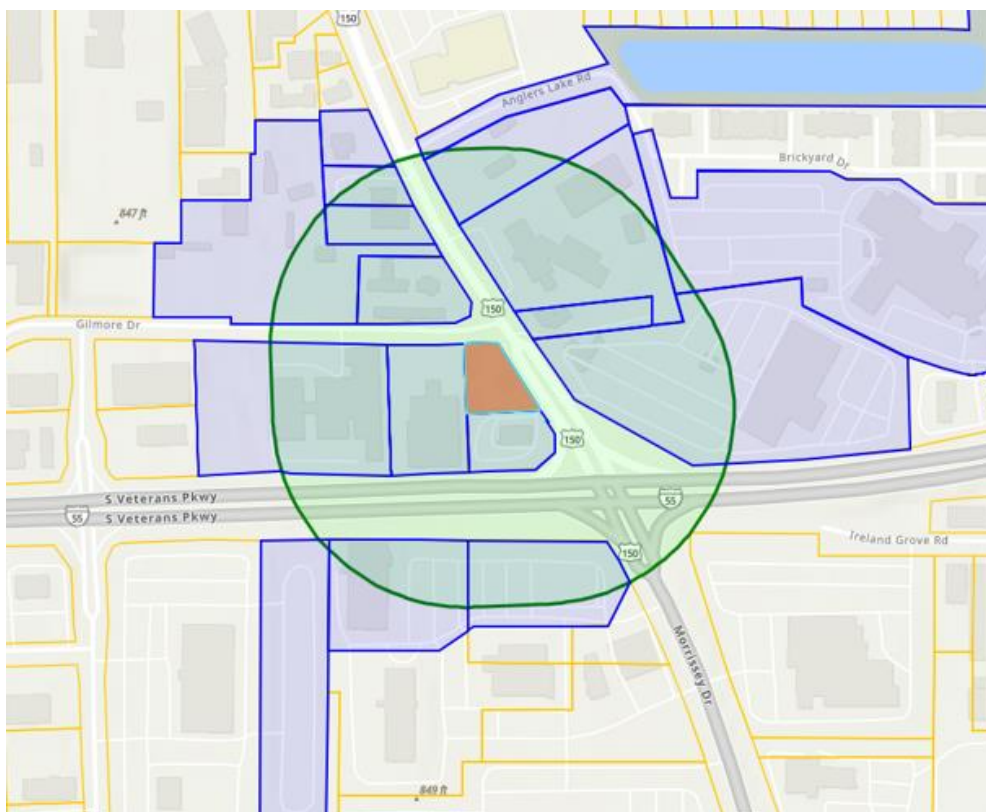 150
Anglers Lake Rd
Brickyard Dr
847 ft
150
Gilmore Dr
150
S Veterans Pkwy
55
S Veterans Pkwy
55
Ireland Grove Rd
150
Morrissey Dr
849 ft